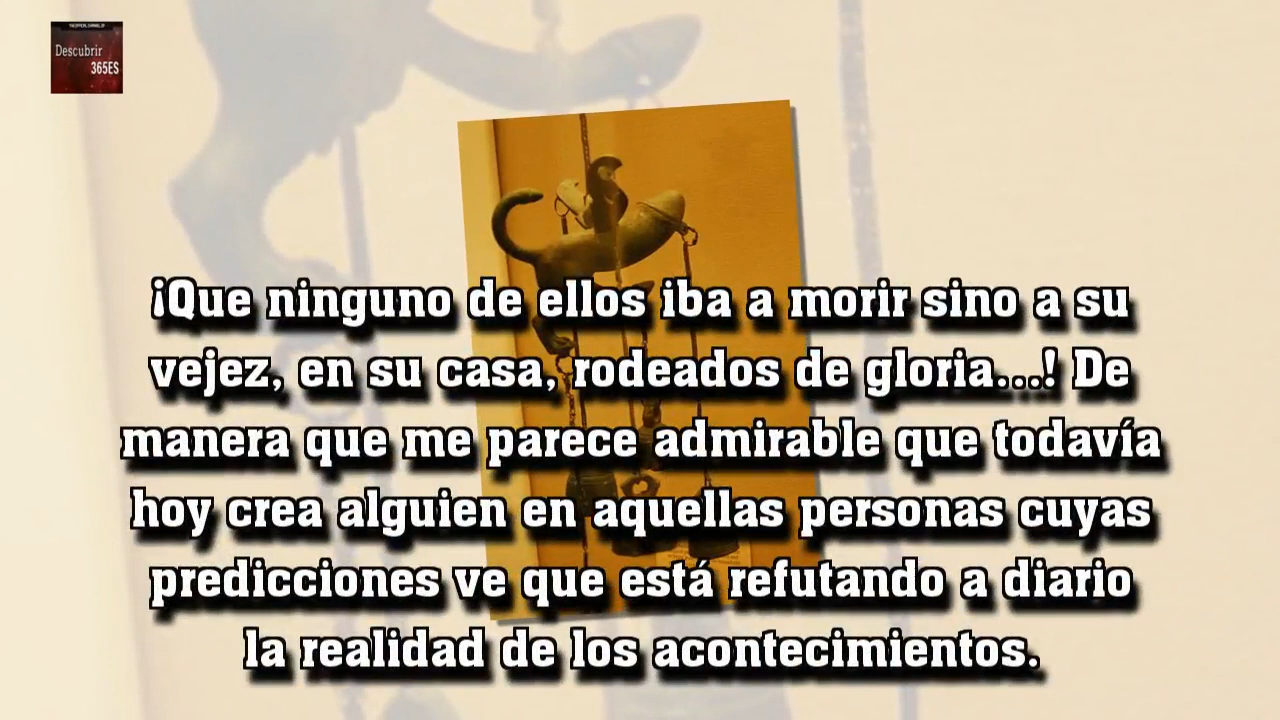 Descubrir
365ES
¡Que ninguno de ellos iba a morir sino a su
vejez, en su casa, rodeados de gloria...! De
manera que me parece admirable que todavía
hoy crea alguien en aquellas personas cuyas
predicciones ve que está refutando a diario
la realidad de los acontecimientos.